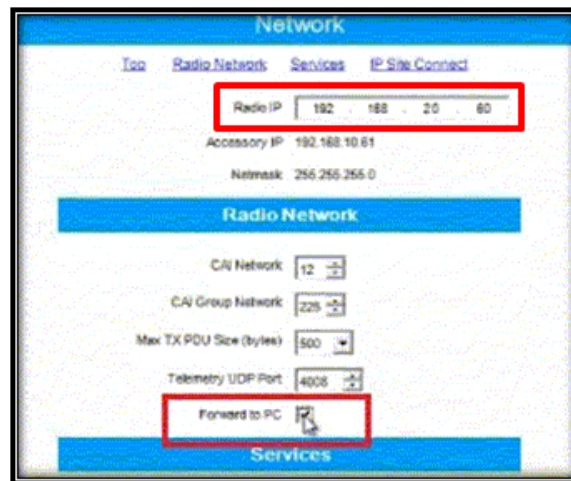 Network
Top Radio Network Services IP Site Connect
Radio IP 192 . 168 . 20 . 60
Accessory IP 192.168.10.61
Netmask 255.255.255.0
Radio Network
CAI Network 12
CAI Group Network 225
Max TX PDU Size (bytes) 500
Telemetry UDP Port 4008
Forward to PC
Services